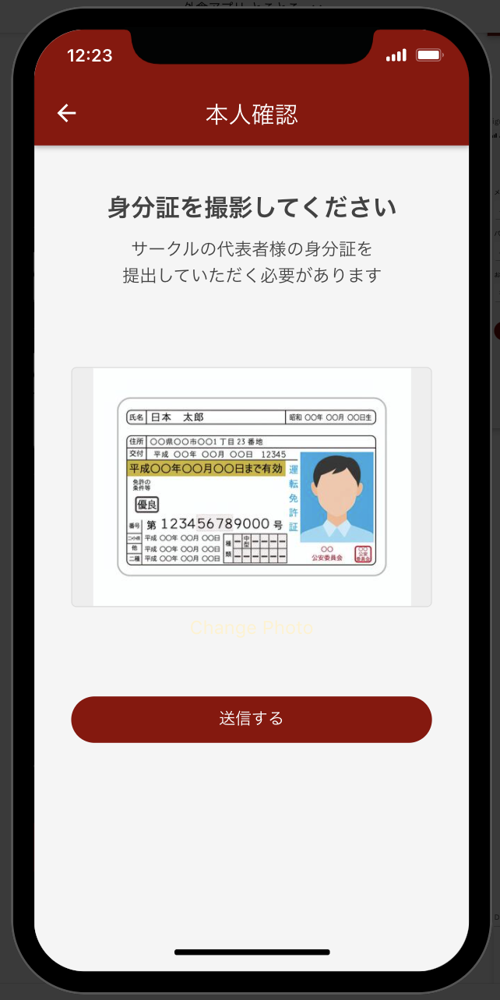 12:23
本人確認
身分証を撮影してください
サークルの代表者様の身分証を
提出していただく必要があります
氏名 日本 太郎 昭和 〇〇年 〇〇月 〇〇日生
住所 〇〇県〇〇市〇〇1丁目23番地
交付 平成 〇〇年 〇〇月 〇〇日 12345
平成〇〇年〇〇月〇〇日まで有効
運転免許証
免許の
条件等
優良
番号 第 123456789000 号
二・小・原 平成 〇〇年 〇〇月 〇〇日
他 平成 〇〇年 〇〇月 〇〇日
二種 平成 〇〇年 〇〇月 〇〇日
種類
中型
〇〇
公安委員会
〇〇
公安
委員会
Change Photo
送信する